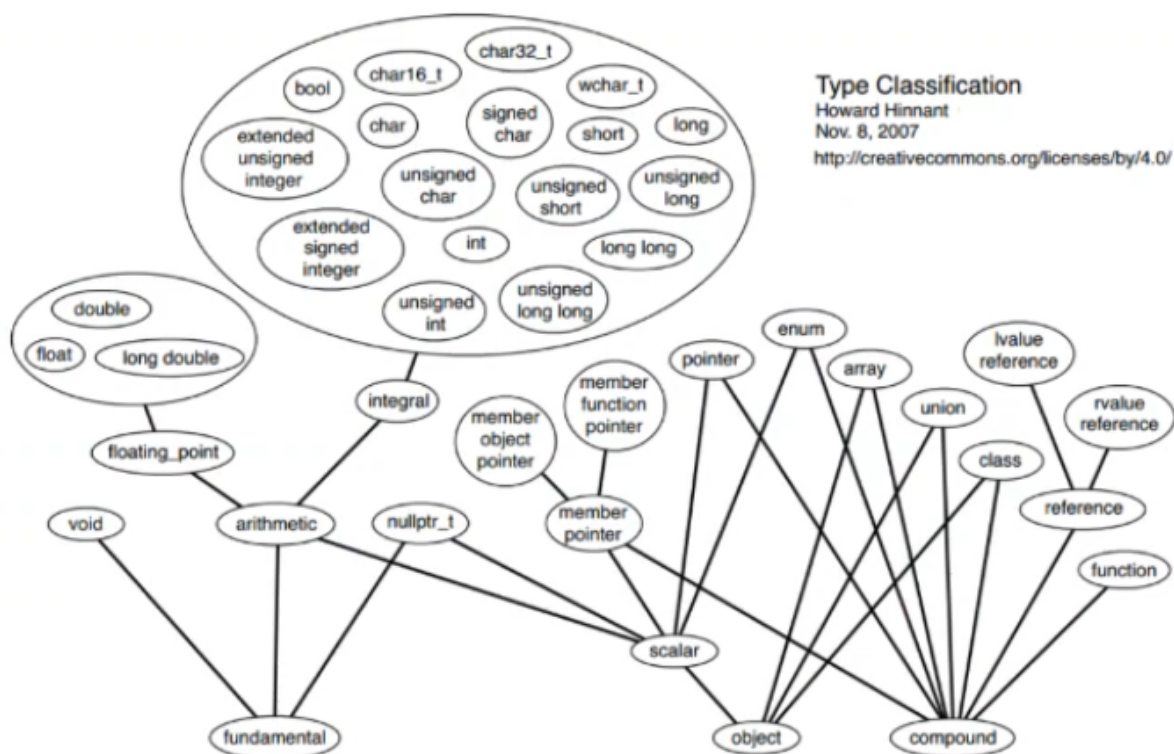 char32_t
char16_t
bool
wchar_t
Type Classification
Howard Hinnant
Nov. 8, 2007
http://creativecommons.org/licenses/by/4.0/
char
signed
char
short
long
extended
unsigned
integer
unsigned
char
unsigned
short
unsigned
long
extended
signed
integer
int
long long
unsigned
int
unsigned
long long
double
float
long double
enum
pointer
array
lvalue
reference
integral
member
function
pointer
member
object
pointer
union
rvalue
reference
floating_point
class
void
arithmetic
nullptr_t
member
pointer
reference
function
scalar
fundamental
object
compound